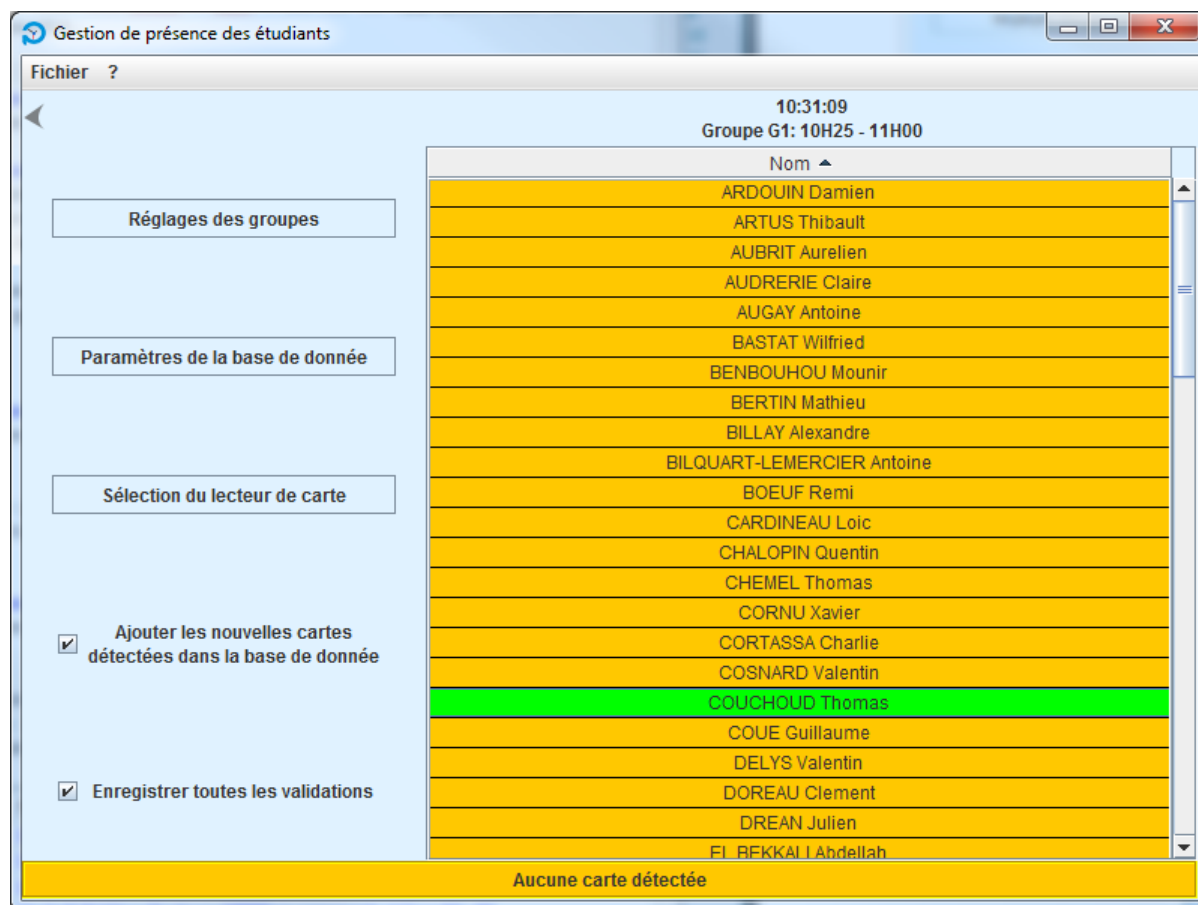 Gestion de présence des étudiants
Fichier ?
10:31:09
Groupe G1: 10H25 - 11H00
Nom
Réglages des groupes
Paramètres de la base de donnée
Sélection du lecteur de carte
Ajouter les nouvelles cartes
détectées dans la base de donnée
Enregistrer toutes les validations
ARDOUIN Damien
ARTUS Thibault
AUBRIT Aurelien
AUDRERIE Claire
AUGAY Antoine
BASTAT Wilfried
BENBOUHOU Mounir
BERTIN Mathieu
BILLAY Alexandre
BILQUART-LEMERCIER Antoine
BOEUF Remi
CARDINEAU Loic
CHALOPIN Quentin
CHEMEL Thomas
CORNU Xavier
CORTASSA Charlie
COSNARD Valentin
COUCHOUD Thomas
COUE Guillaume
DELYS Valentin
DOREAU Clement
DREAN Julien
EL BEKKALI Abdellah
Aucune carte détectée